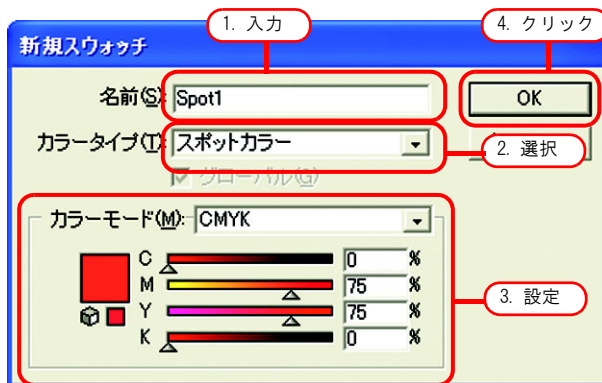 1. 入力
4. クリック
新規スウォッチ
名前(S): Spot1
OK
カラータイプ(T): スポットカラー
2. 選択
グローバル(G)
カラーモード(M): CMYK
C 0 %
M 75 %
Y 75 %
K 0 %
3. 設定